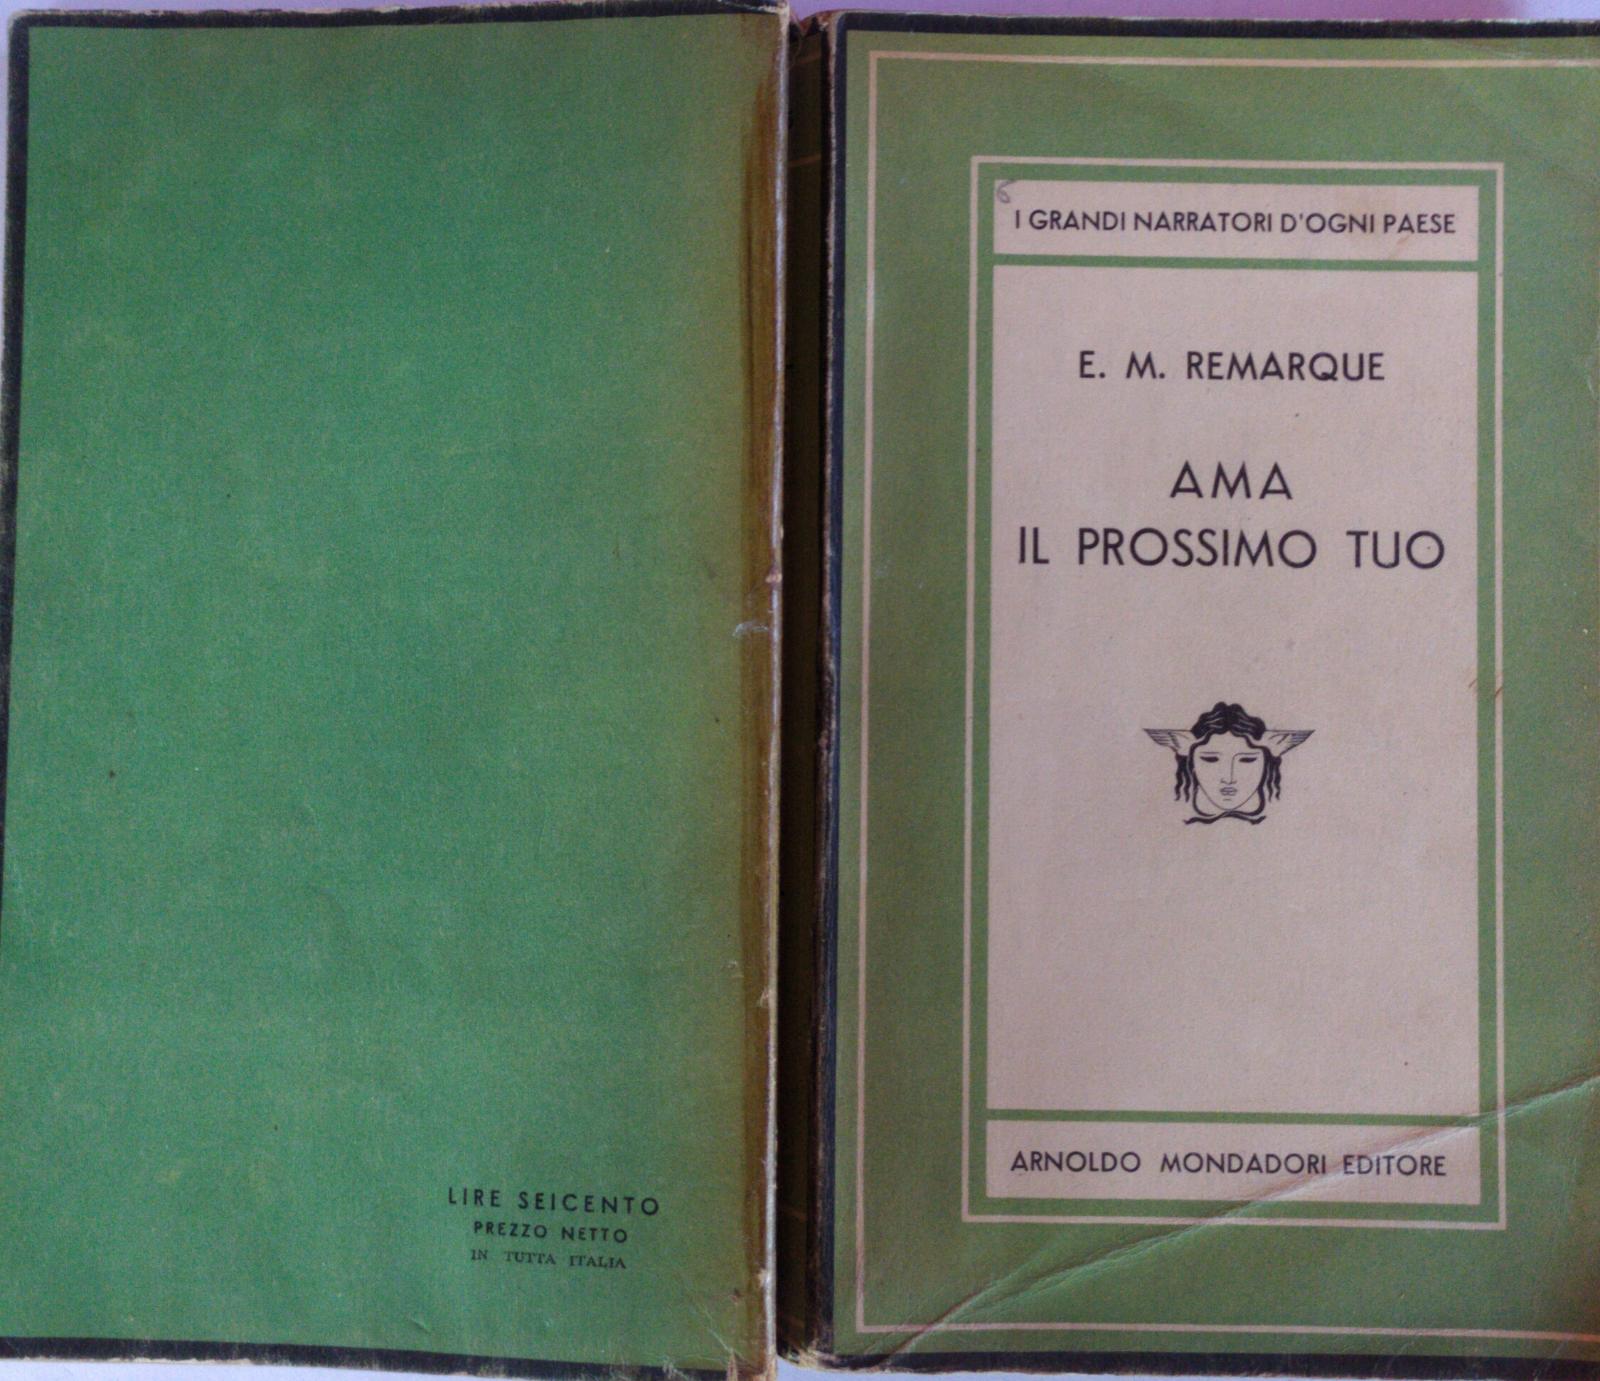 LIRE SEICENTO
PREZZO NETTO
IN TUTTA ITALIA
6
I GRANDI NARRATORI D'OGNI PAESE
E. M. REMARQUE
AMA
IL PROSSIMO TUO
ARNOLDO MONDADORI EDITORE